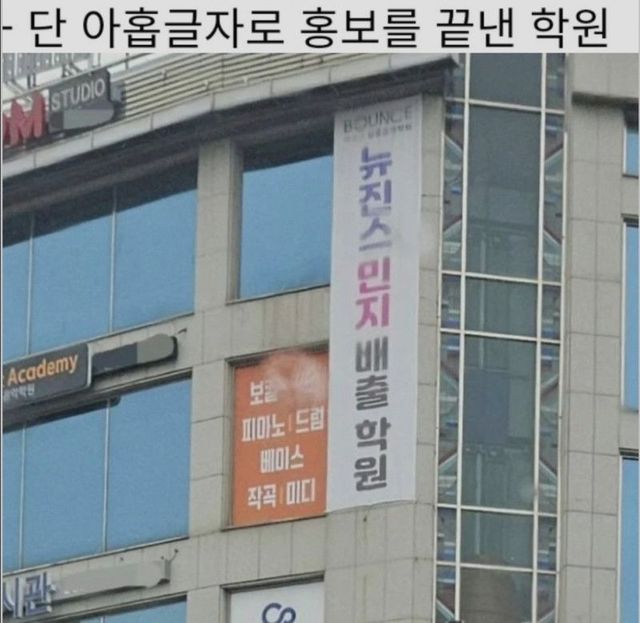 - 단 아홉글자로 홍보를 끝낸 학원
M STUDIO
BOUNCE
뉴진스민지배출학원
Academy
보컬
피아노 | 드럼
베이스
작곡 | 미디